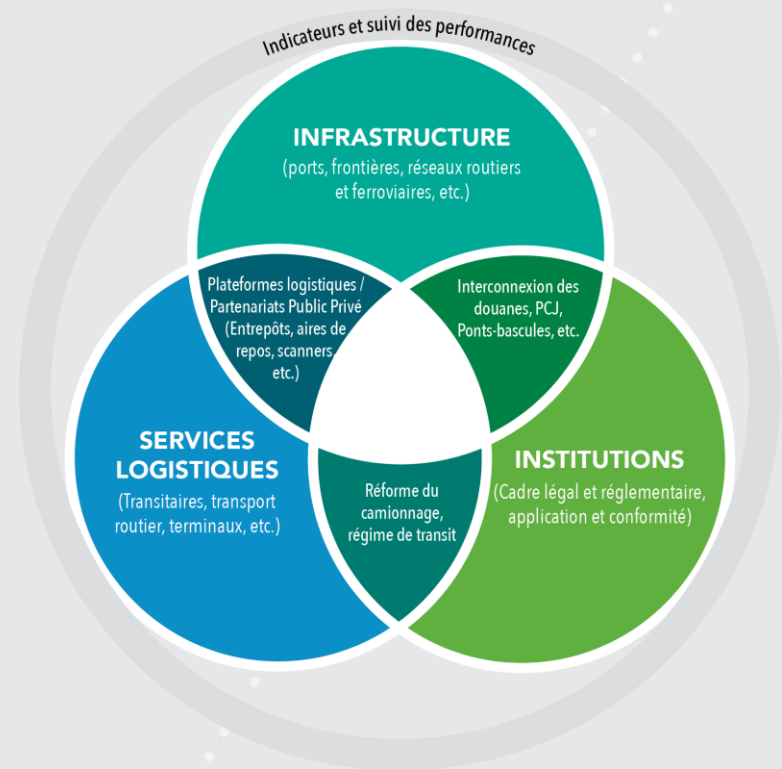 Indicateurs et suivi des performances
INFRASTRUCTURE
(ports, frontières, réseaux routiers
et ferroviaires, etc.)
Plateformes logistiques /
Partenariats Public Privé
(Entrepôts, aires de
repos, scanners,
etc.)
Interconnexion des
douanes, PCJ,
Ponts-bascules, etc.
SERVICES
LOGISTIQUES
(Transitaires, transport
routier, terminaux, etc.)
Réforme du
camionnage,
régime de transit
INSTITUTIONS
(Cadre légal et réglementaire,
application et conformité)